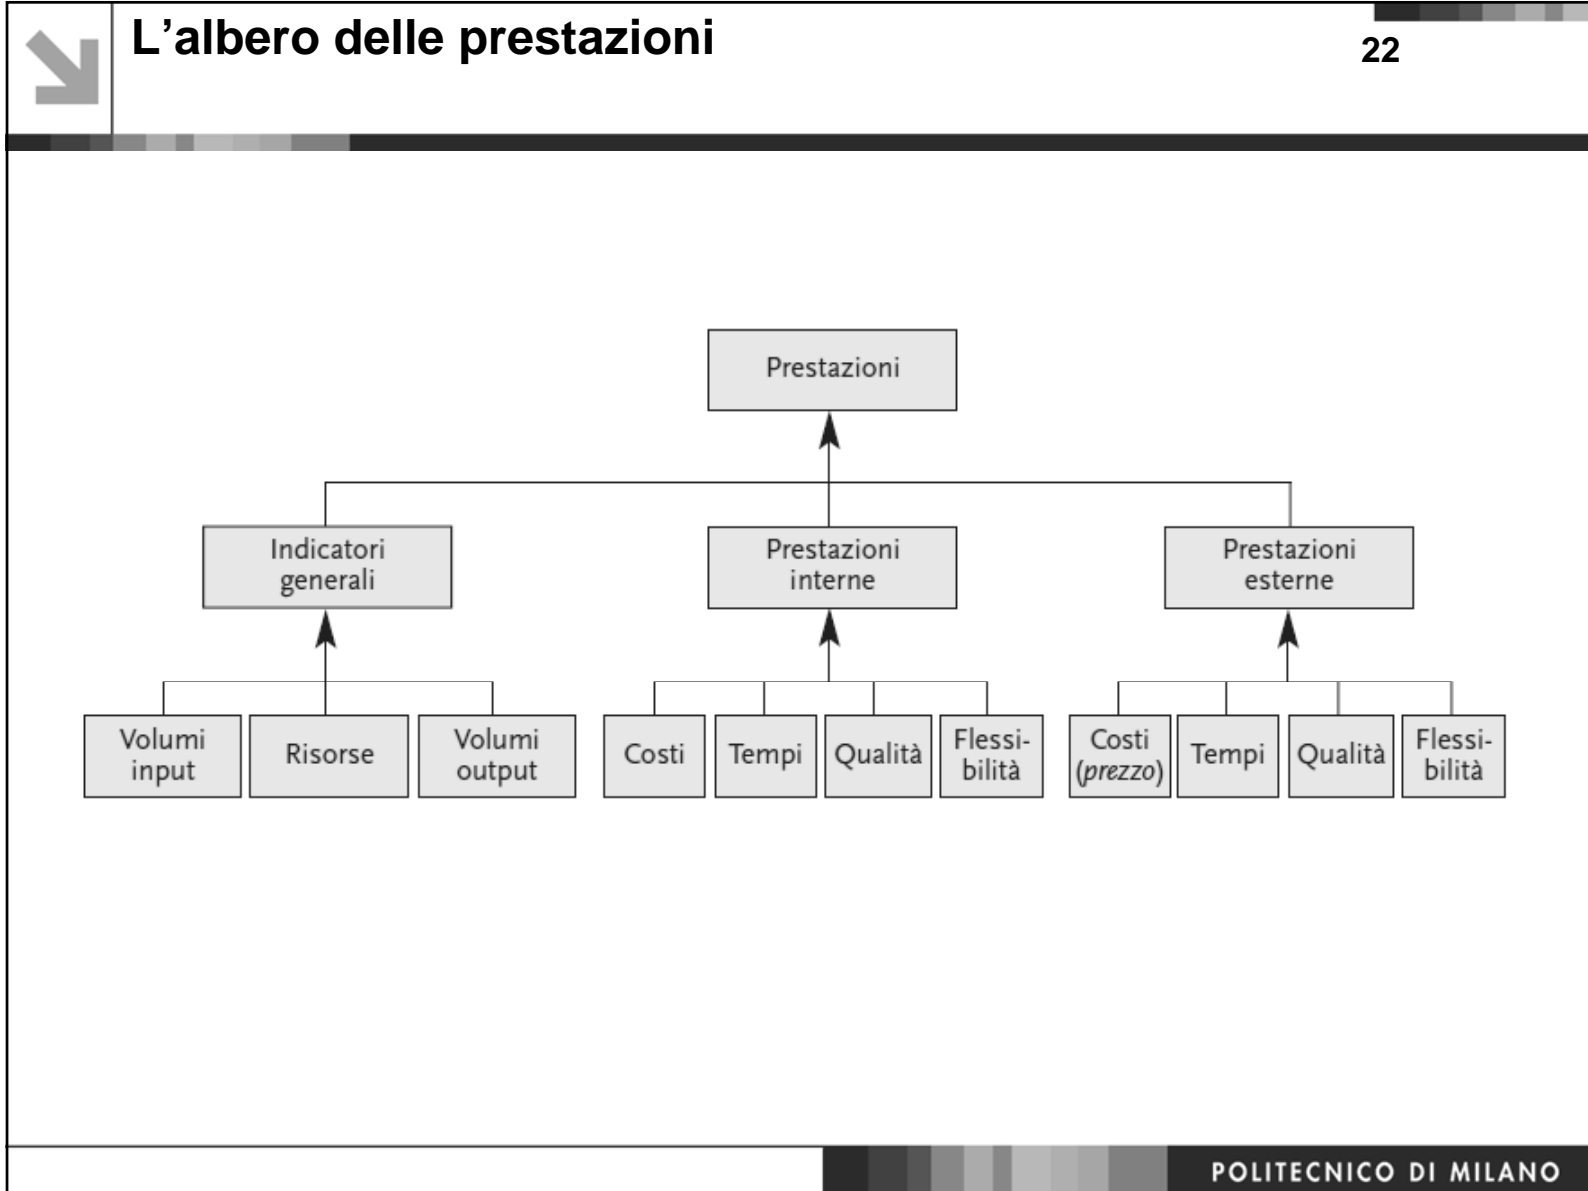 L'albero delle prestazioni
22
Prestazioni
Indicatori
generali
Prestazioni
interne
Prestazioni
esterne
Volumi
input
Risorse
Volumi
output
Costi
Tempi
Qualità
Flessi-
bilità
Costi
(prezzo)
Tempi
Qualità
Flessi-
bilità
POLITECNICO DI MILANO